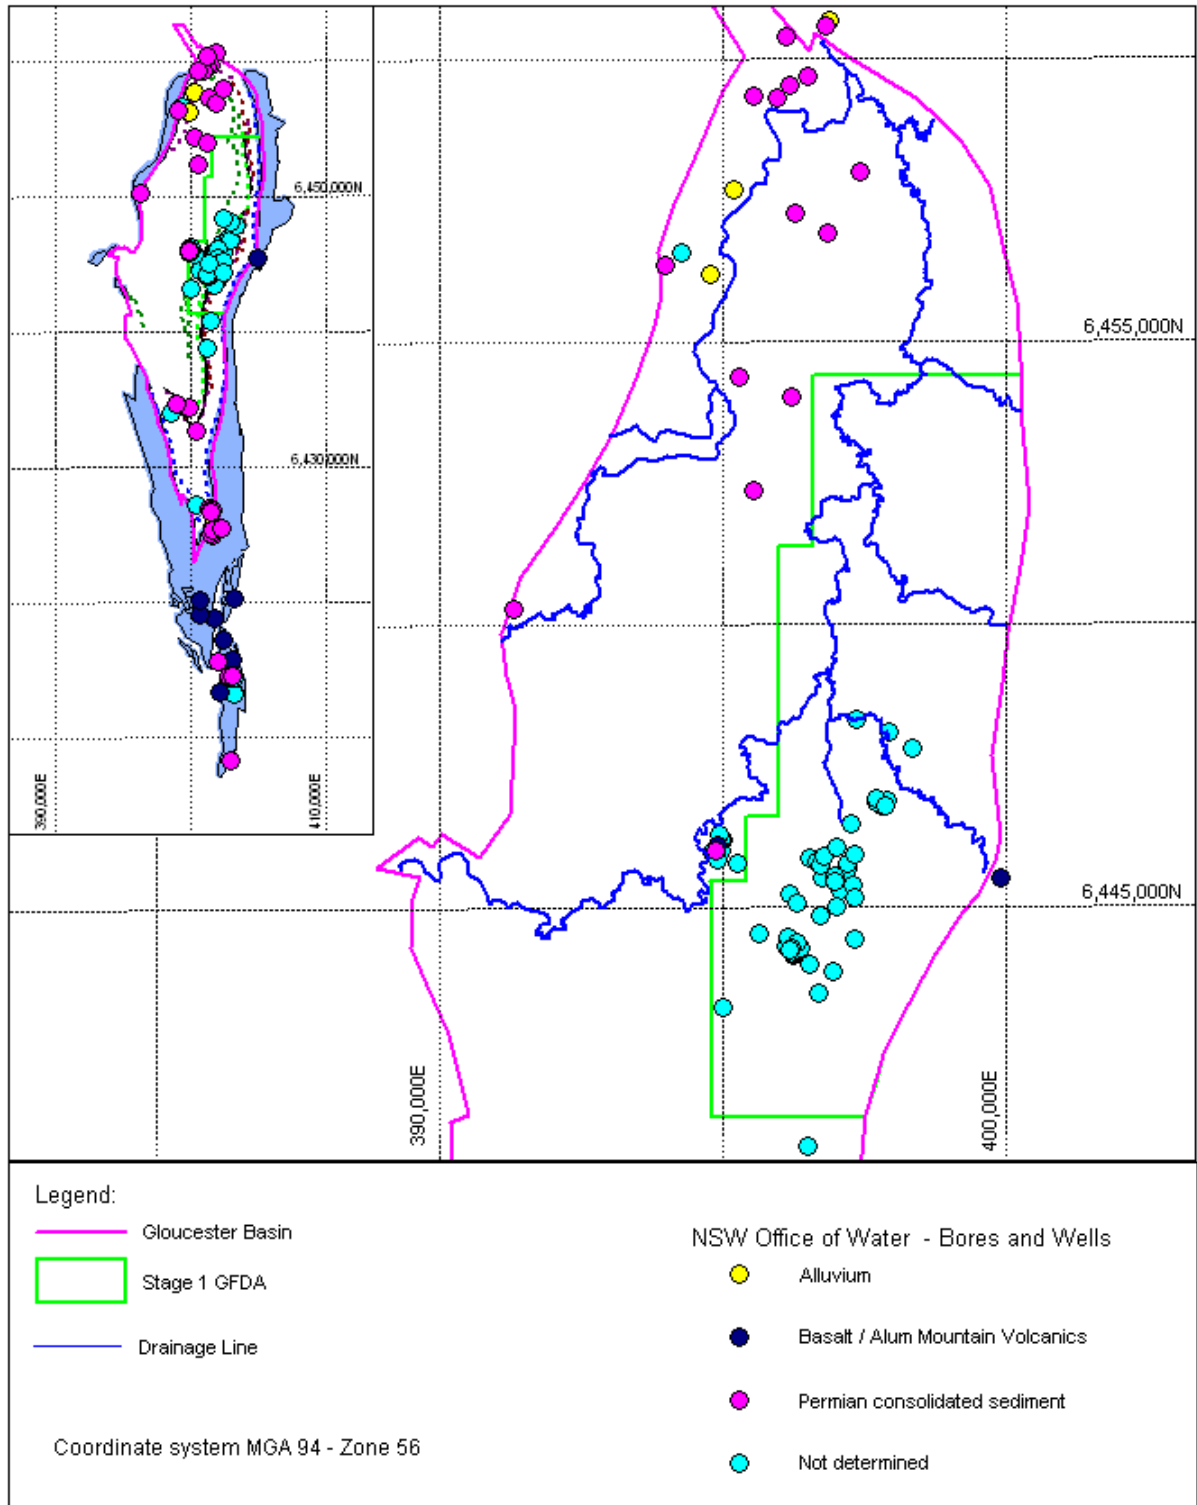 6,450,000N
6,430,000N
390,000E
410,000E
6,455,000N
6,445,000N
390,000E
400,000E
Legend:
Gloucester Basin
Stage 1 GFDA
Drainage Line
Coordinate system MGA 94 - Zone 56
NSW Office of Water - Bores and Wells
Alluvium
Basalt / Alum Mountain Volcanics
Permian consolidated sediment
Not determined